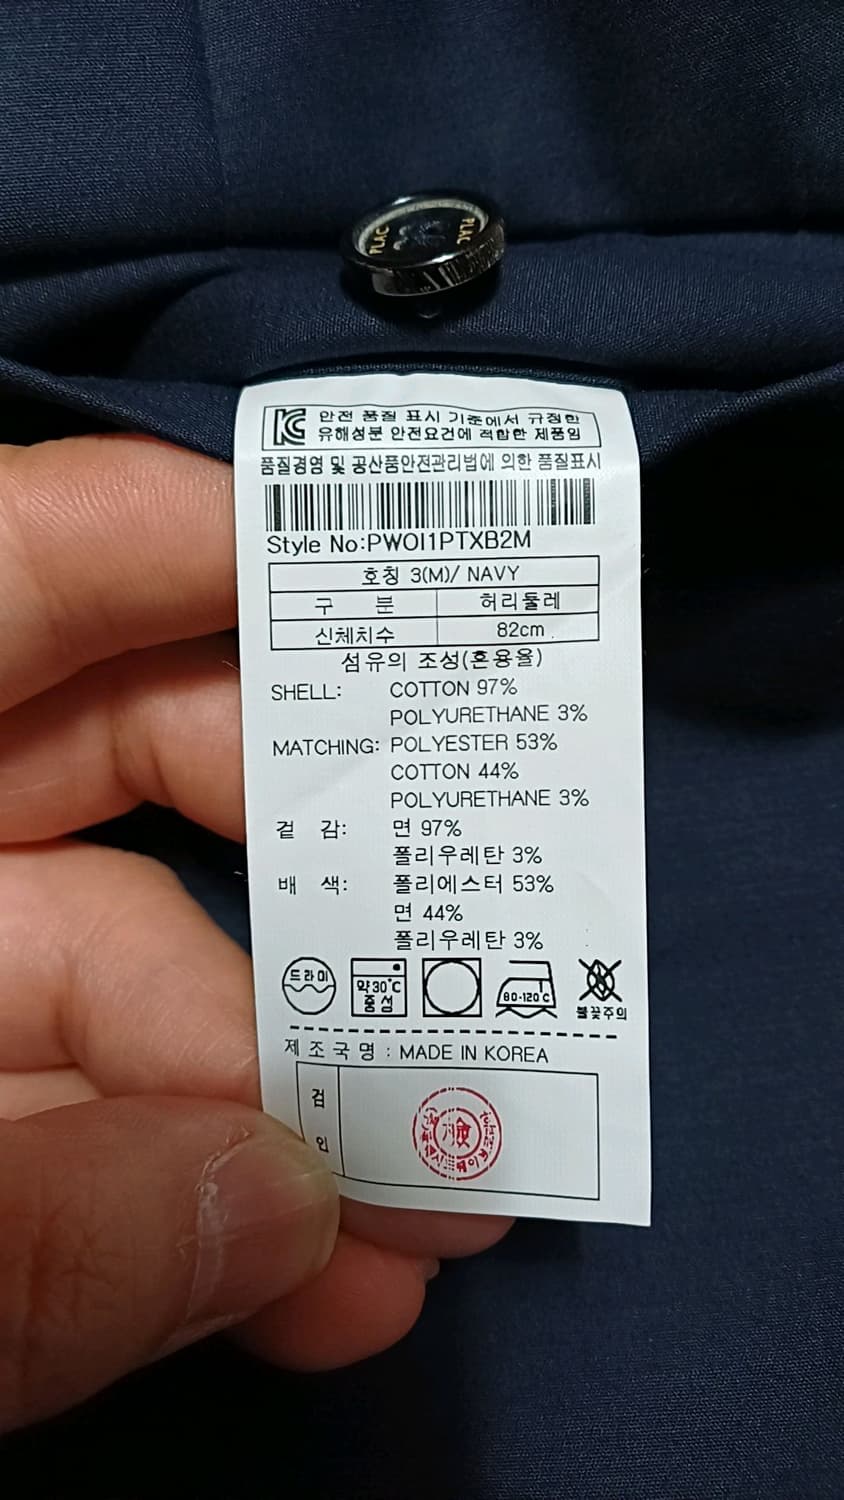 PLAC PLAC
안전 품질 표시 기준에서 규정한
유해성분 안전요건에 적합한 제품임
품질경영 및 공산품안전관리법에 의한 품질표시
Style No:PWOI1PTXB2M
호칭 3(M)/ NAVY
구 분 허리둘레
신체치수 82cm
섬유의 조성(혼용율)
SHELL: COTTON 97%
POLYURETHANE 3%
MATCHING: POLYESTER 53%
COTTON 44%
POLYURETHANE 3%
겉 감: 면 97%
폴리우레탄 3%
배 색: 폴리에스터 53%
면 44%
폴리우레탄 3%
드라이
약30℃
중성
80-120℃
불꽃주의
제조국명 : MADE IN KOREA
검
인